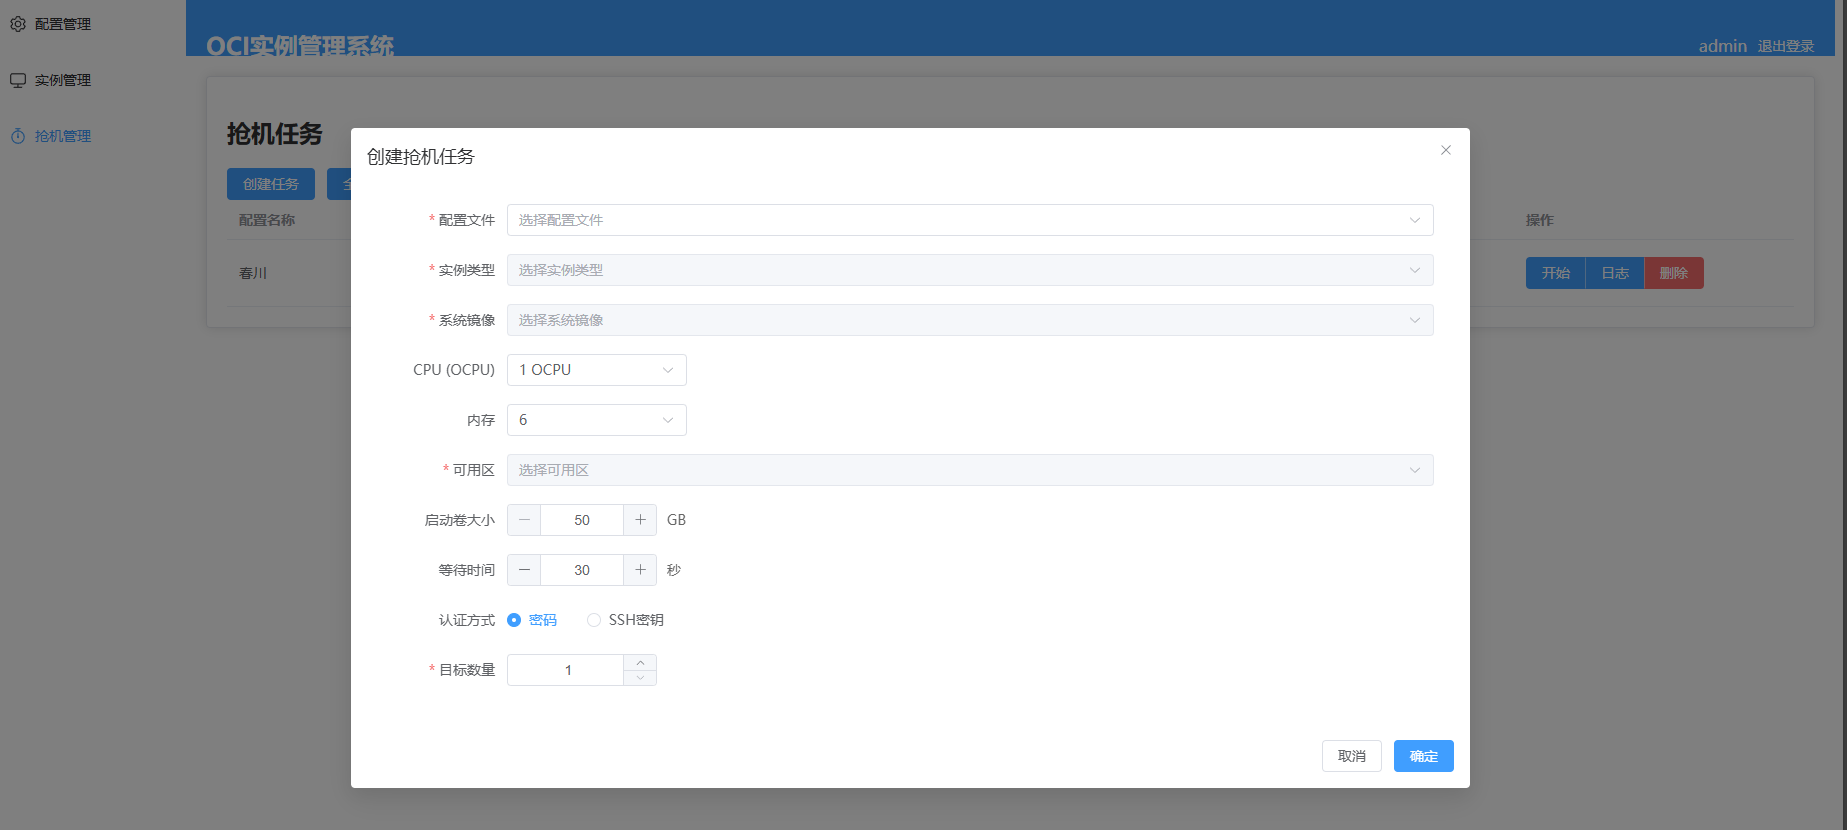 配置管理
实例管理
抢机管理
OCI实例管理系统
admin 退出登录
抢机任务
创建任务
配置名称
操作
春川
开始 日志 删除
创建抢机任务
* 配置文件 选择配置文件
* 实例类型 选择实例类型
* 系统镜像 选择系统镜像
CPU (OCPU) 1 OCPU
内存 6
* 可用区 选择可用区
启动卷大小 50 GB
等待时间 30 秒
认证方式 密码 SSH密钥
* 目标数量 1
取消 确定